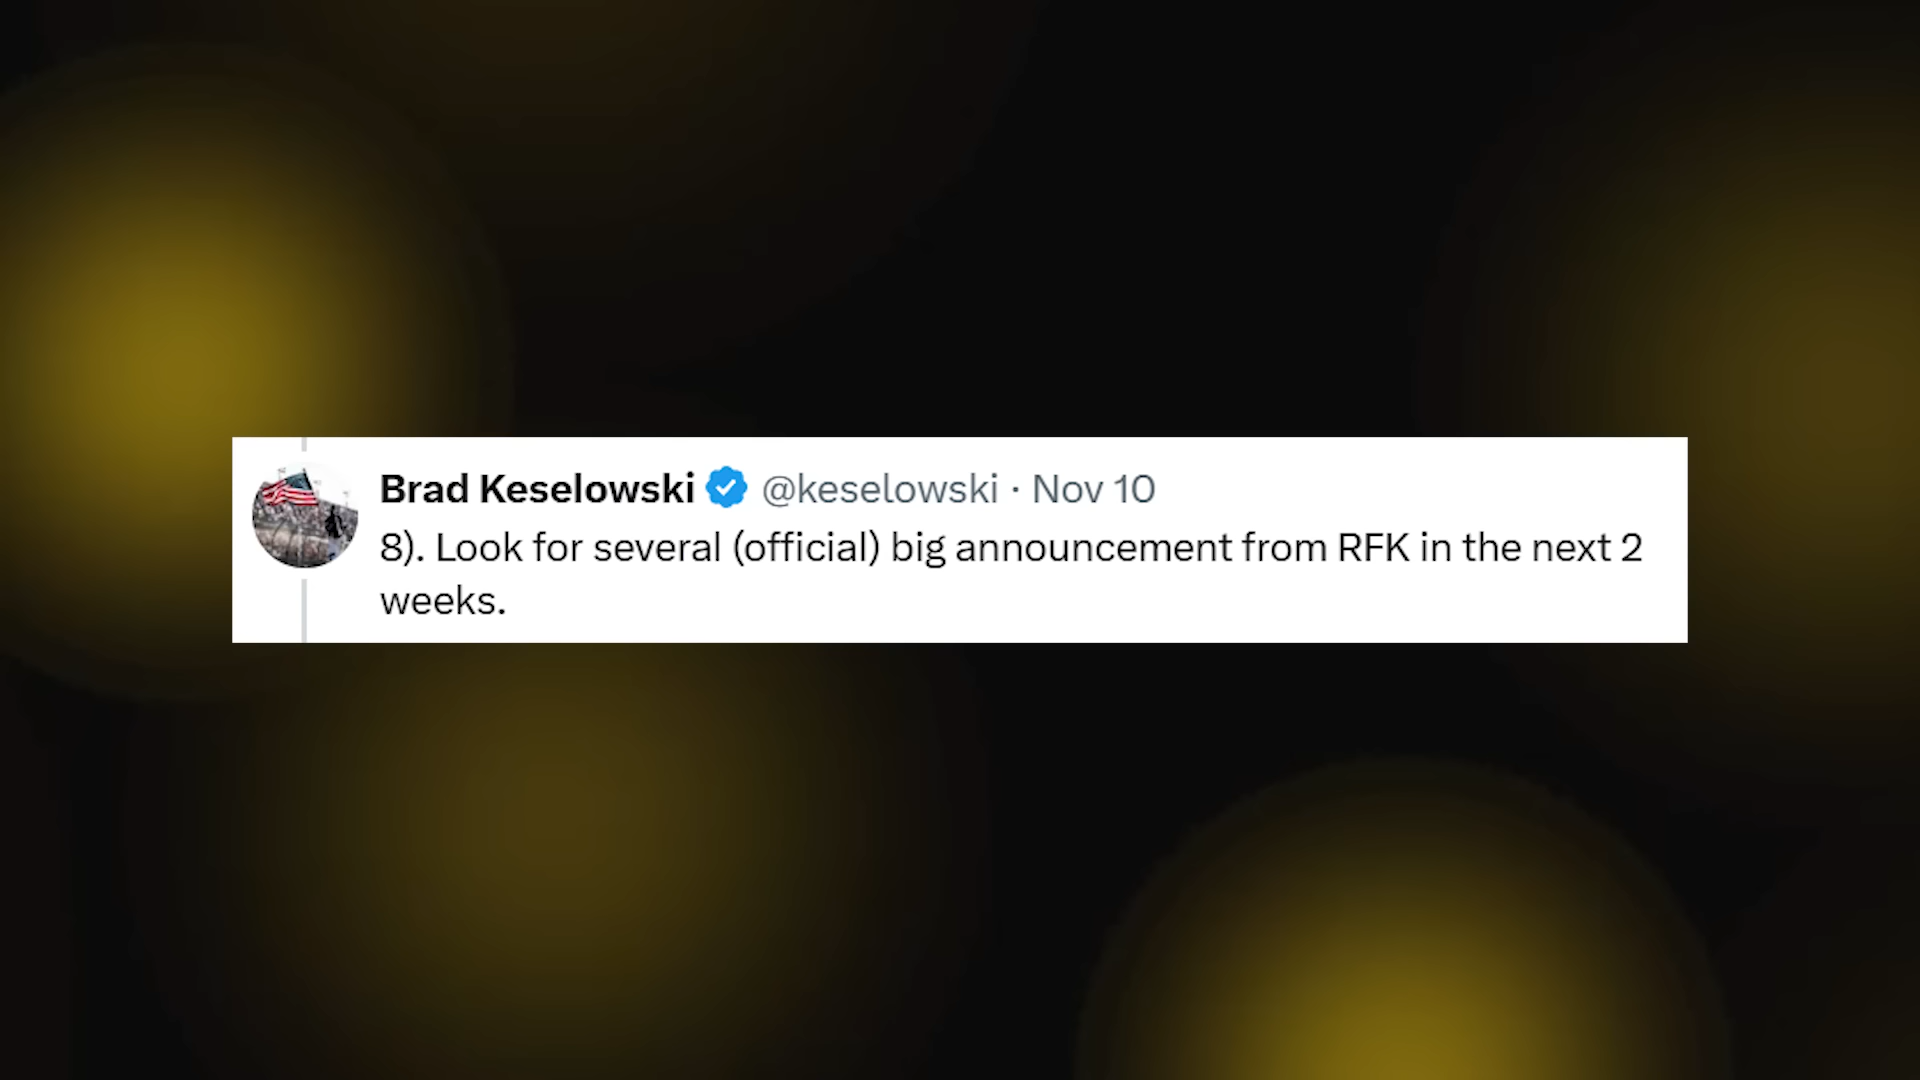 Brad Keselowski @keselowski · Nov 10
8). Look for several (official) big announcement from RFK in the next 2
weeks.